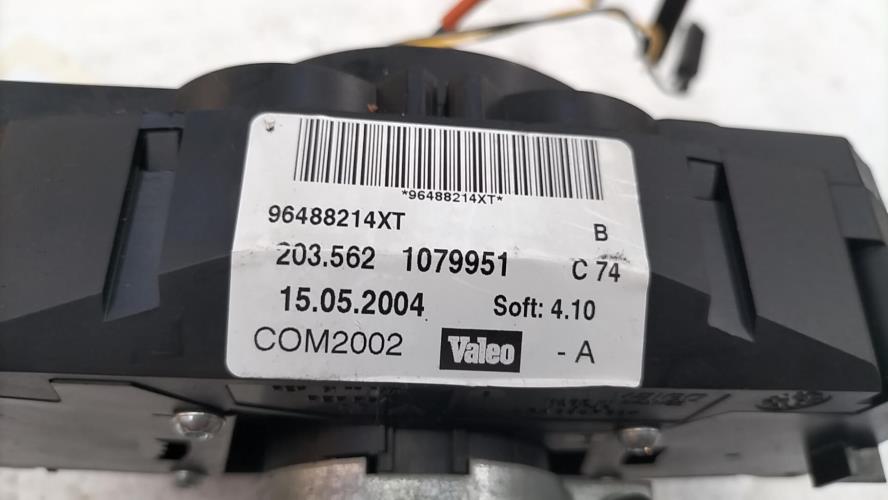 *96488214XT*
96488214XT B
203.562 1079951 C 74
15.05.2004 Soft: 4.10
COM2002 Valeo - A